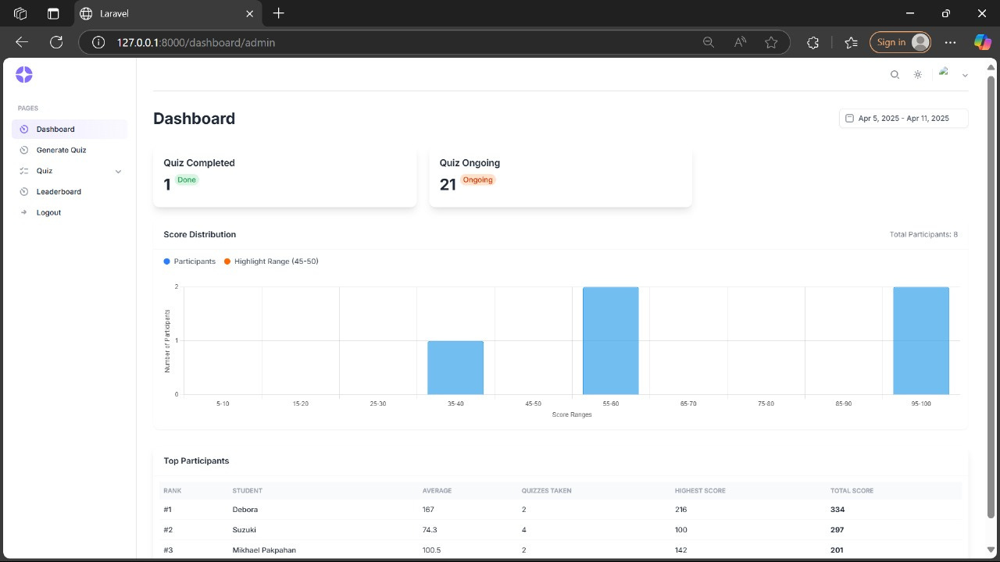 Laravel
127.0.0.1:8000/dashboard/admin
Sign in
PAGES
Dashboard
Generate Quiz
Quiz
Leaderboard
Logout
Dashboard
Apr 5, 2025 - Apr 11, 2025
Quiz Completed
1 Done
Quiz Ongoing
21 Ongoing
Score Distribution
Total Participants: 8
Participants Highlight Range (45-50)
Number of Participants
2
1
0
5-10 15-20 25-30 35-40 45-50 55-60 65-70 75-80 85-90 95-100
Score Ranges
Top Participants
RANK STUDENT AVERAGE QUIZZES TAKEN HIGHEST SCORE TOTAL SCORE
#1 Debora 167 2 216 334
#2 Suzuki 74.3 4 100 297
#3 Mikhael Pakpahan 100.5 2 142 201